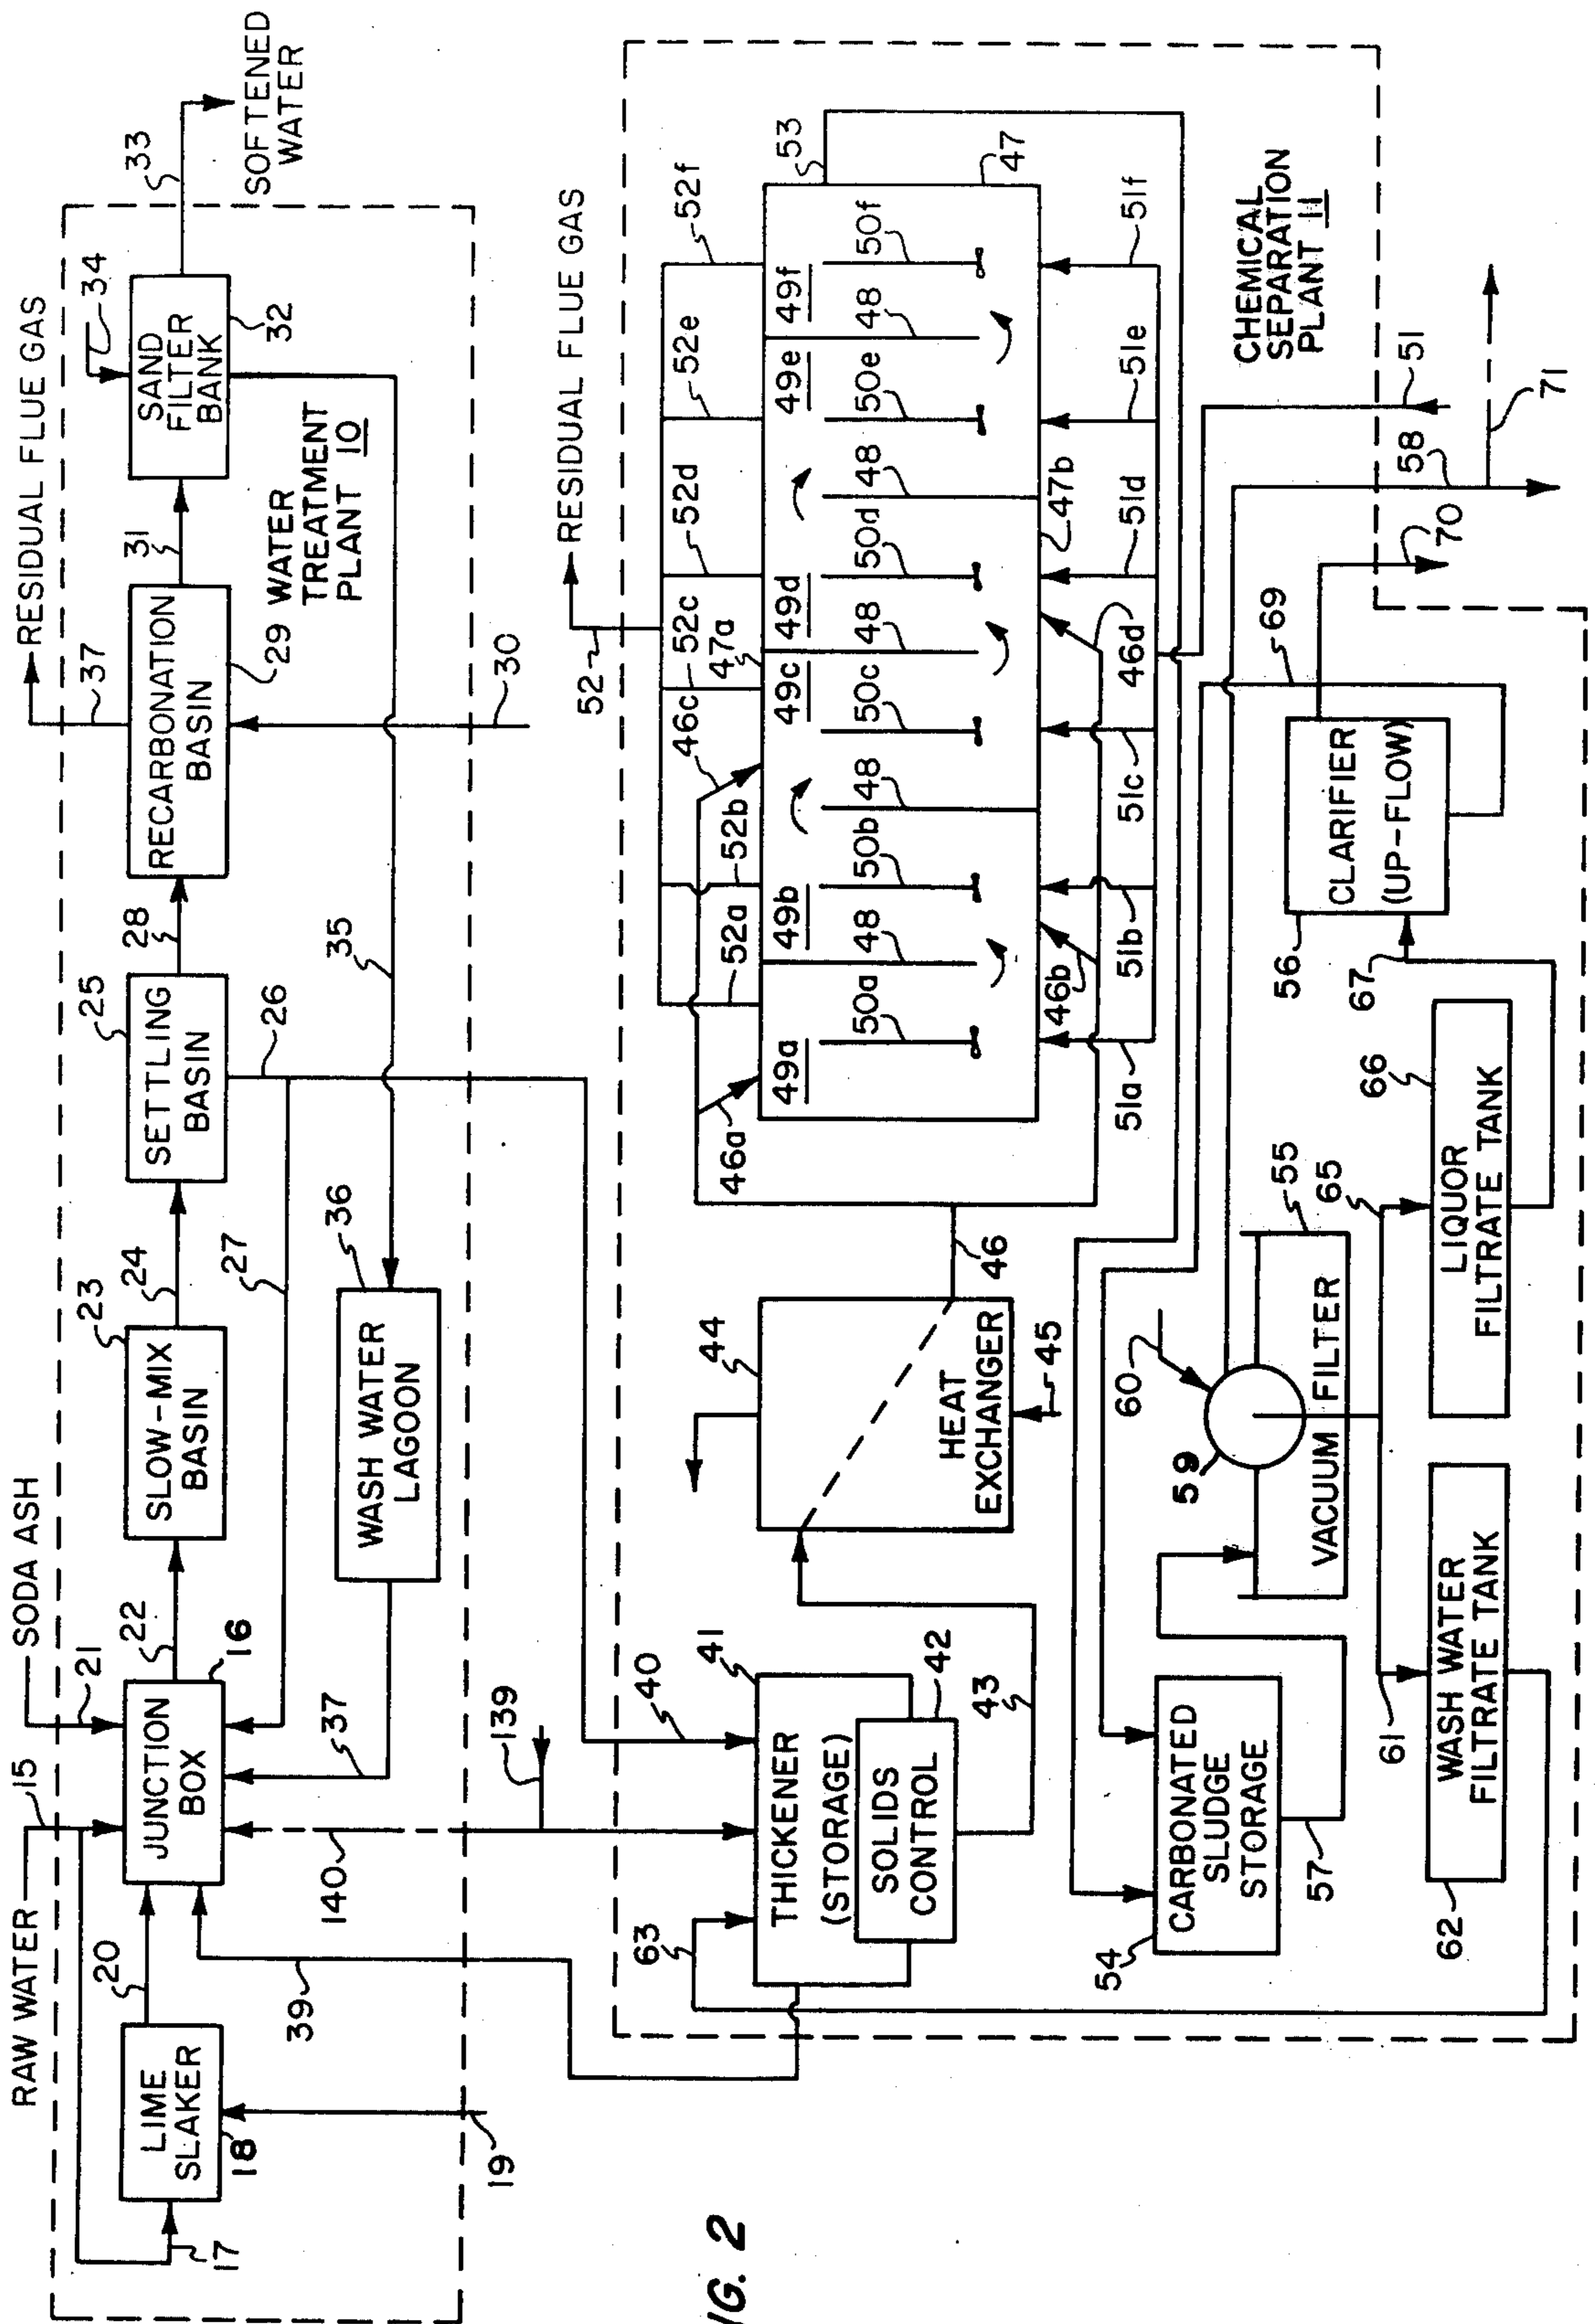 RAW WATER
15
SODA ASH
21
RESIDUAL FLUE GAS
37
34
33
SOFTENED
WATER
17
LIME
SLAKER
18
19
20
JUNCTION
BOX
16
22
SLOW-MIX
BASIN
23
24
SETTLING
BASIN
25
26
27
28
RECARBONATION
BASIN
29
30
31
SAND
FILTER
BANK
32
WATER
TREATMENT
PLANT 10
35
WASH WATER
LAGOON
36
37
39
140
139
40
THICKENER
(STORAGE)
41
SOLIDS
CONTROL
42
43
63
HEAT
EXCHANGER
44
45
46
46a
46b
46c
46d
RESIDUAL FLUE GAS
52
52a
52b
52c
52d
52e
52f
47a
47
47b
53
49a
49b
49c
49d
49e
49f
50a
50b
50c
50d
50e
50f
48
48
48
48
48
51a
51b
51c
51d
51e
51f
CHEMICAL
SEPARATION
PLANT 11
51
58
71
70
69
CARBONATED
SLUDGE
STORAGE
54
57
59
60
VACUUM FILTER
55
61
65
WASH WATER
FILTRATE TANK
62
LIQUOR
FILTRATE TANK
66
67
CLARIFIER
(UP-FLOW)
56
IG. 2